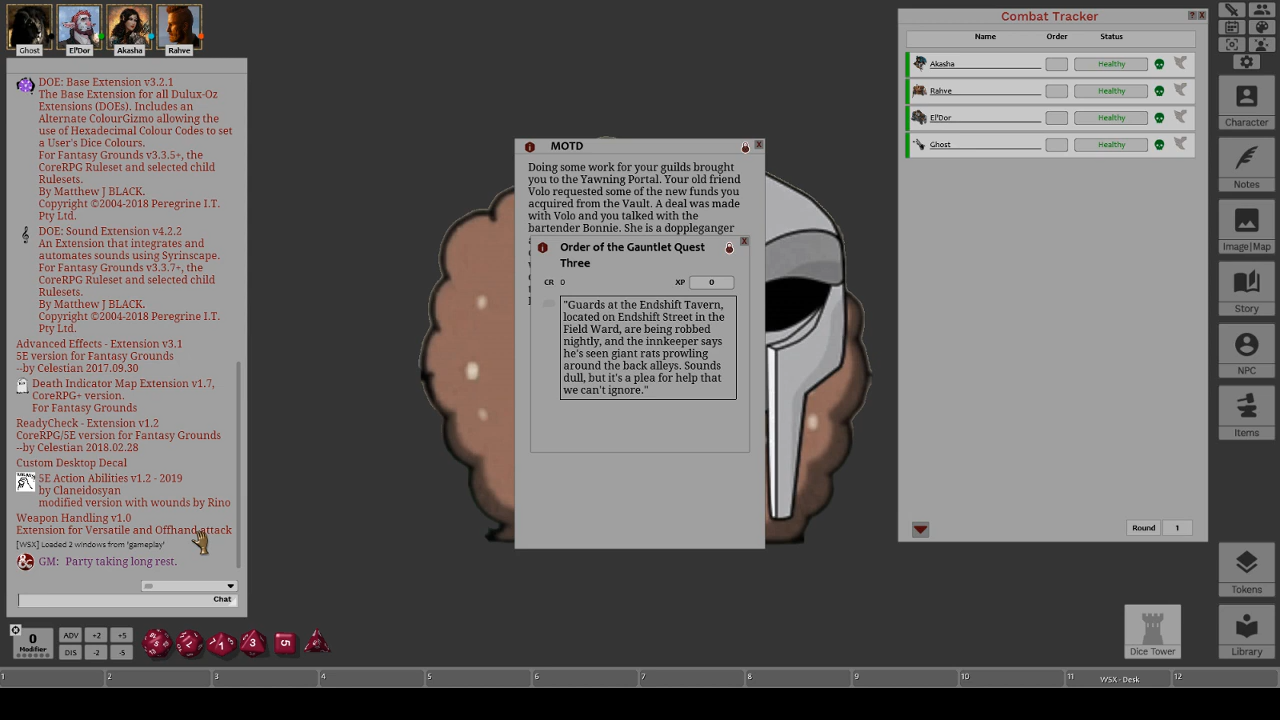 Ghost
El'Dor
Akasha
Rahve
DOE: Base Extension v3.2.1
The Base Extension for all Dulux-Oz
Extensions (DOEs). Includes an
Alternate ColourGizmo allowing the
use of Hexadecimal Colour Codes to set
a User's Dice Colours.
For Fantasy Grounds v3.3.5+, the
CoreRPG Ruleset and selected child
Rulesets.
By Matthew J BLACK.
Copyright ©2004-2018 Peregrine I.T.
Pty Ltd.
DOE: Sound Extension v4.2.2
An Extension that integrates and
automates sounds using Syrinscape.
For Fantasy Grounds v3.3.7+, the
CoreRPG Ruleset and selected child
Rulesets.
By Matthew J BLACK.
Copyright ©2004-2018 Peregrine I.T.
Pty Ltd.
Advanced Effects - Extension v3.1
5E version for Fantasy Grounds
--by Celestian 2017.09.30
Death Indicator Map Extension v1.7,
CoreRPG+ version.
For Fantasy Grounds
ReadyCheck - Extension v1.2
CoreRPG/5E version for Fantasy Grounds
--by Celestian 2018.02.28
Custom Desktop Decal
5E Action Abilities v1.2 - 2019
by Claneidosyan
modified version with wounds by Rino
Weapon Handling v1.0
Extension for Versatile and Offhand attack
[WSX] Loaded 2 windows from 'gameplay'
GM: Party taking long rest.
Chat
0
Modifier
ADV
+2
+5
DIS
-2
-5
MOTD
X
Doing some work for your guilds brought
you to the Yawning Portal. Your old friend
Volo requested some of the new funds you
acquired from the Vault. A deal was made
with Volo and you talked with the
bartender Bonnie. She is a doppleganger
Order of the Gauntlet Quest
Three
X
CR 0
XP 0
"Guards at the Endshift Tavern,
located on Endshift Street in the
Field Ward, are being robbed
nightly, and the innkeeper says
he's seen giant rats prowling
around the back alleys. Sounds
dull, but it's a plea for help that
we can't ignore."
Combat Tracker
? X
Name Order Status
Akasha Healthy
Rahve Healthy
El'Dor Healthy
Ghost Healthy
Round 1
Character
Notes
Image|Map
Story
NPC
Items
Tokens
Library
Dice Tower
1 2 3 4 5 6 7 8 9 10 11 WSX - Desk 12